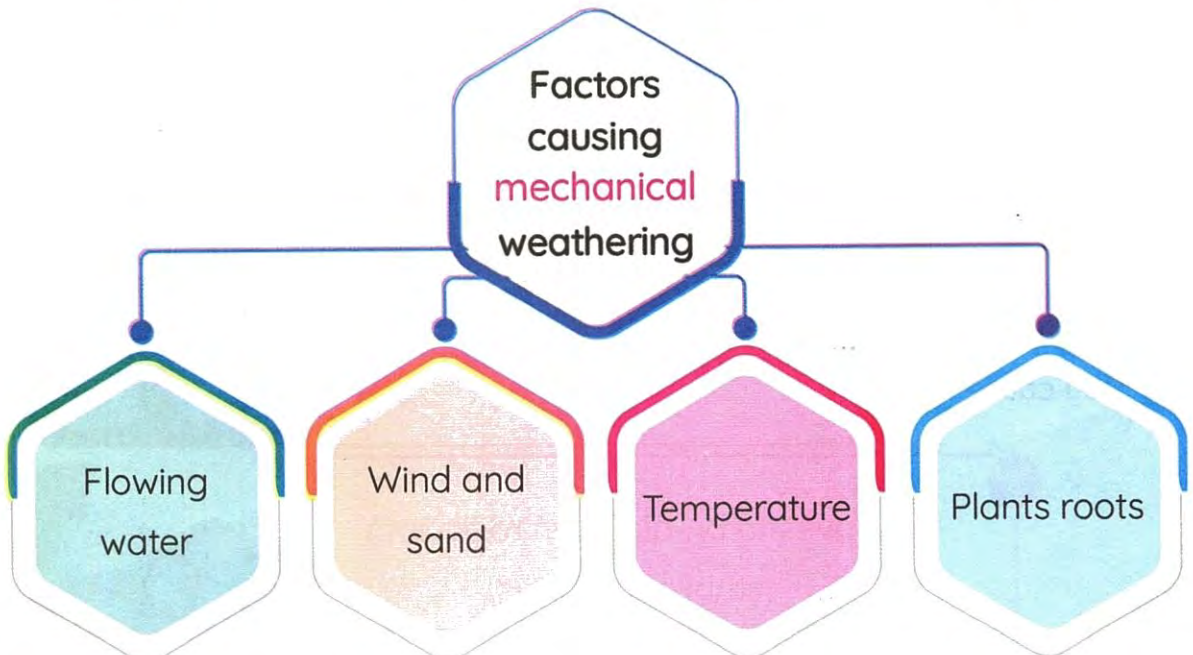 Factors
causing
mechanical
weathering
Flowing
water
Wind and
sand
Temperature
Plants roots